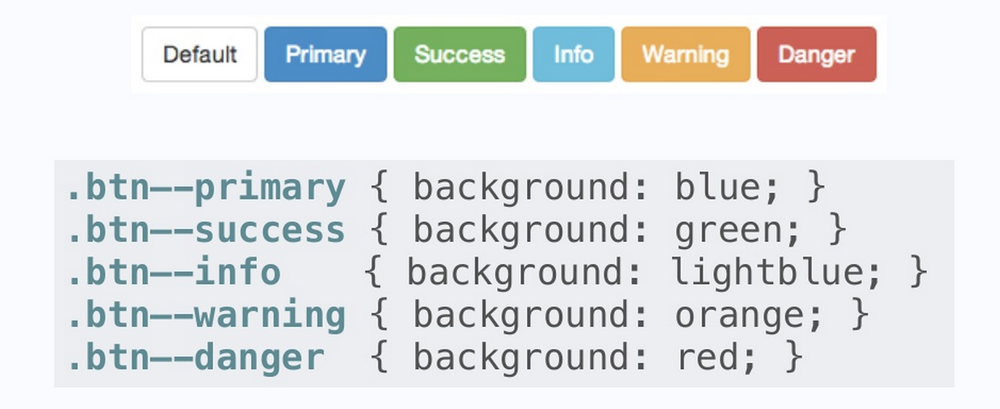 Default Primary Success Info Warning Danger
.btn--primary { background: blue; }
.btn--success { background: green; }
.btn--info    { background: lightblue; }
.btn--warning { background: orange; }
.btn--danger  { background: red; }